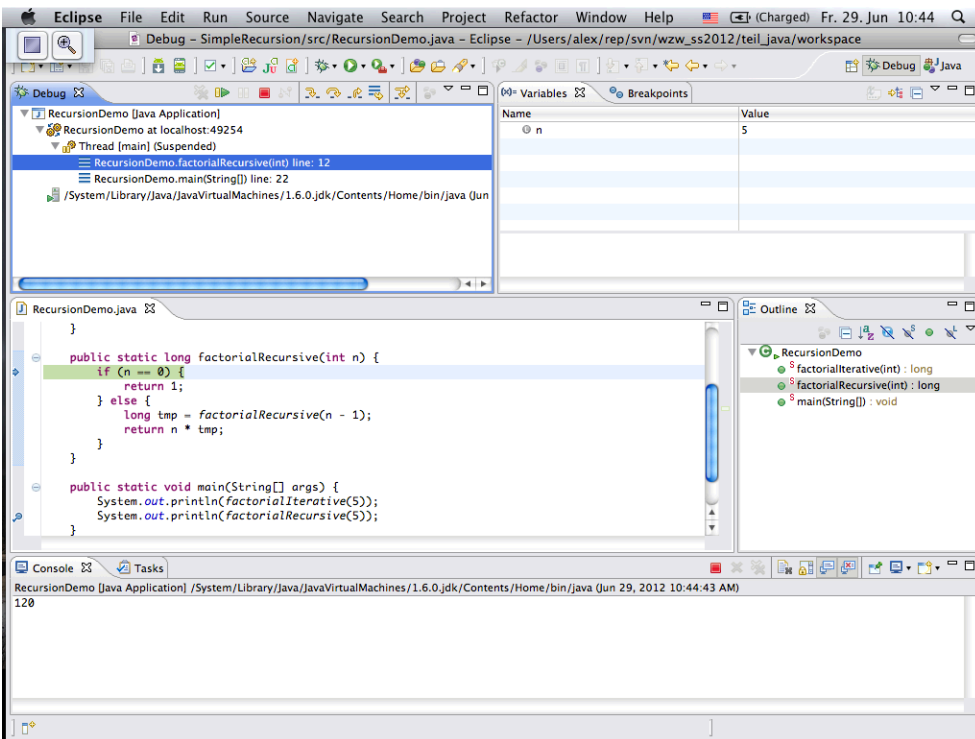 Eclipse File Edit Run Source Navigate Search Project Refactor Window Help (Charged) Fr. 29. Jun 10:44
Debug – SimpleRecursion/src/RecursionDemo.java – Eclipse – /Users/alex/rep/svn/wzw_ss2012/teil_java/workspace
Debug Java
Debug
RecursionDemo [Java Application]
RecursionDemo at localhost:49254
Thread [main] (Suspended)
RecursionDemo.factorialRecursive(int) line: 12
RecursionDemo.main(String[]) line: 22
/System/Library/Java/JavaVirtualMachines/1.6.0.jdk/Contents/Home/bin/java (Jun
(x)= Variables Breakpoints
Name Value
n 5
RecursionDemo.java
}
public static long factorialRecursive(int n) {
if (n == 0) {
return 1;
} else {
long tmp = factorialRecursive(n - 1);
return n * tmp;
}
}
public static void main(String[] args) {
System.out.println(factorialIterative(5));
System.out.println(factorialRecursive(5));
}
Outline
RecursionDemo
S factorialIterative(int) : long
S factorialRecursive(int) : long
S main(String[]) : void
Console Tasks
RecursionDemo [Java Application] /System/Library/Java/JavaVirtualMachines/1.6.0.jdk/Contents/Home/bin/java (Jun 29, 2012 10:44:43 AM)
120